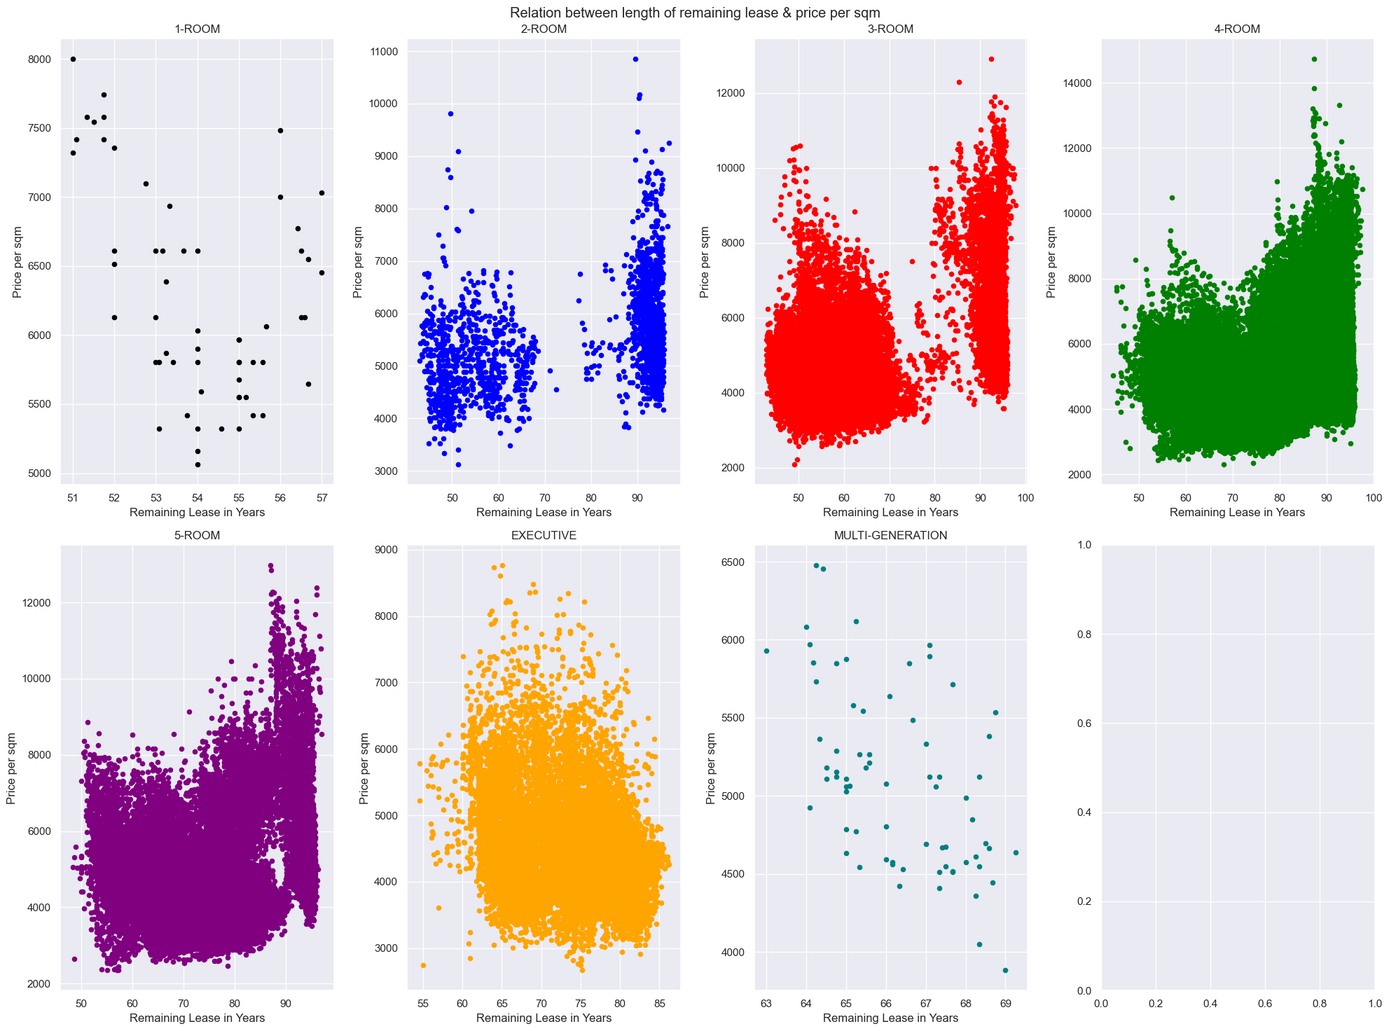 Relation between length of remaining lease & price per sqm
1-ROOM
2-ROOM
3-ROOM
4-ROOM
Price per sqm
8000
7500
7000
6500
6000
5500
5000
51 52 53 54 55 56 57
Remaining Lease in Years
Price per sqm
11000
10000
9000
8000
7000
6000
5000
4000
3000
50 60 70 80 90
Remaining Lease in Years
Price per sqm
12000
10000
8000
6000
4000
2000
50 60 70 80 90 100
Remaining Lease in Years
Price per sqm
14000
12000
10000
8000
6000
4000
2000
50 60 70 80 90 100
Remaining Lease in Years
5-ROOM
EXECUTIVE
MULTI-GENERATION
Price per sqm
12000
10000
8000
6000
4000
2000
50 60 70 80 90
Remaining Lease in Years
Price per sqm
9000
8000
7000
6000
5000
4000
3000
55 60 65 70 75 80 85
Remaining Lease in Years
Price per sqm
6500
6000
5500
5000
4500
4000
63 64 65 66 67 68 69
Remaining Lease in Years
1.0
0.8
0.6
0.4
0.2
0.0
0.0 0.2 0.4 0.6 0.8 1.0